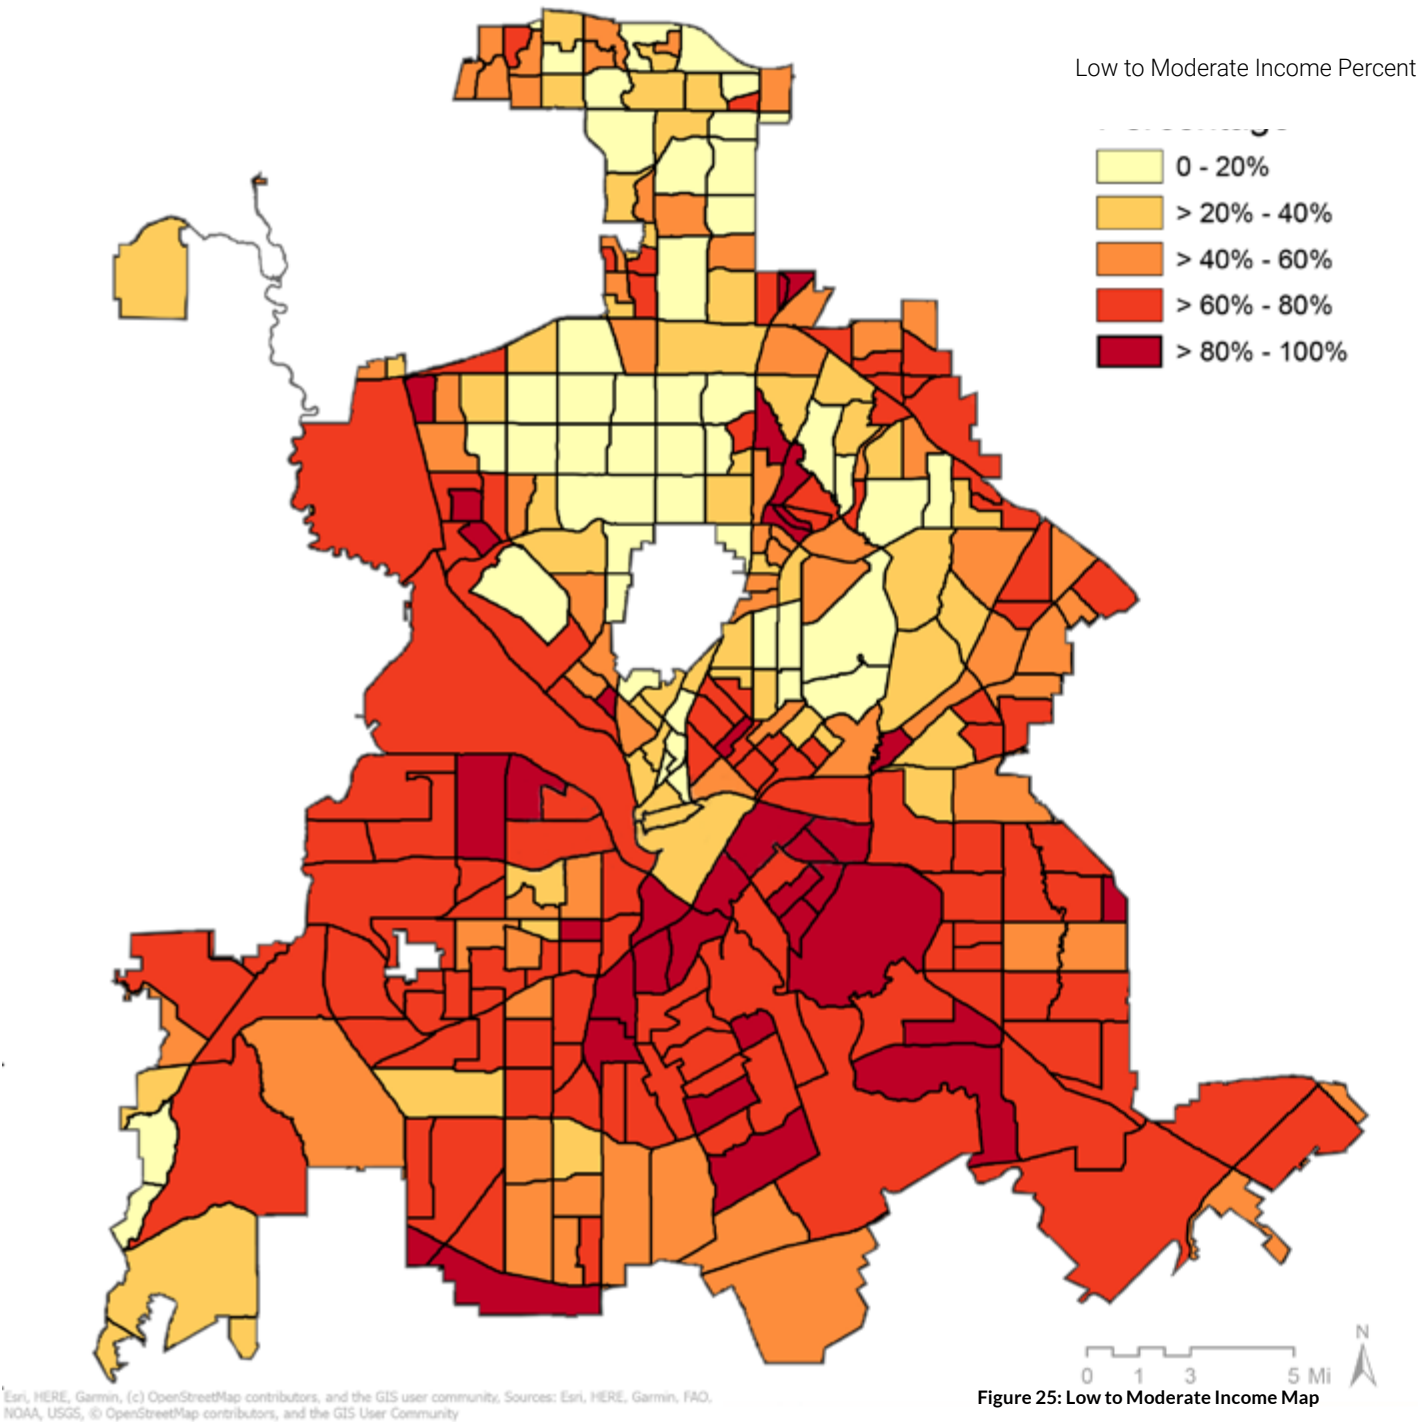 Low to Moderate Income Percent
0 - 20%
> 20% - 40%
> 40% - 60%
> 60% - 80%
> 80% - 100%
N
0 1 3 5 Mi
Figure 25: Low to Moderate Income Map
Esri, HERE, Garmin, (c) OpenStreetMap contributors, and the GIS user community, Sources: Esri, HERE, Garmin, FAO,
NOAA, USGS, © OpenStreetMap contributors, and the GIS User Community